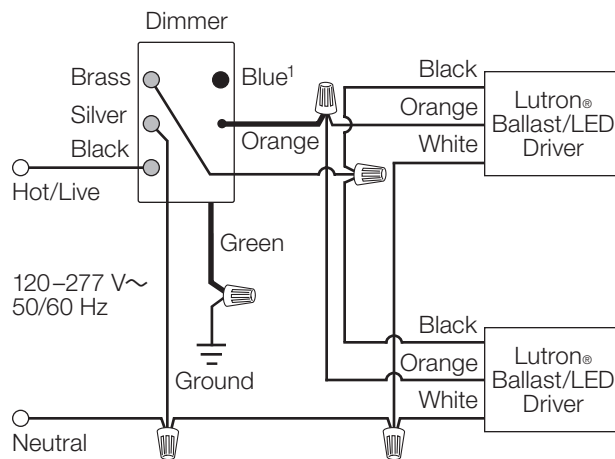 Dimmer
Brass
Blue1
Silver
Orange
Black
Hot/Live
Green
120–277 V~
50/60 Hz
Ground
Neutral
Black
Orange
White
Lutron®
Ballast/LED
Driver
Black
Orange
White
Lutron®
Ballast/LED
Driver